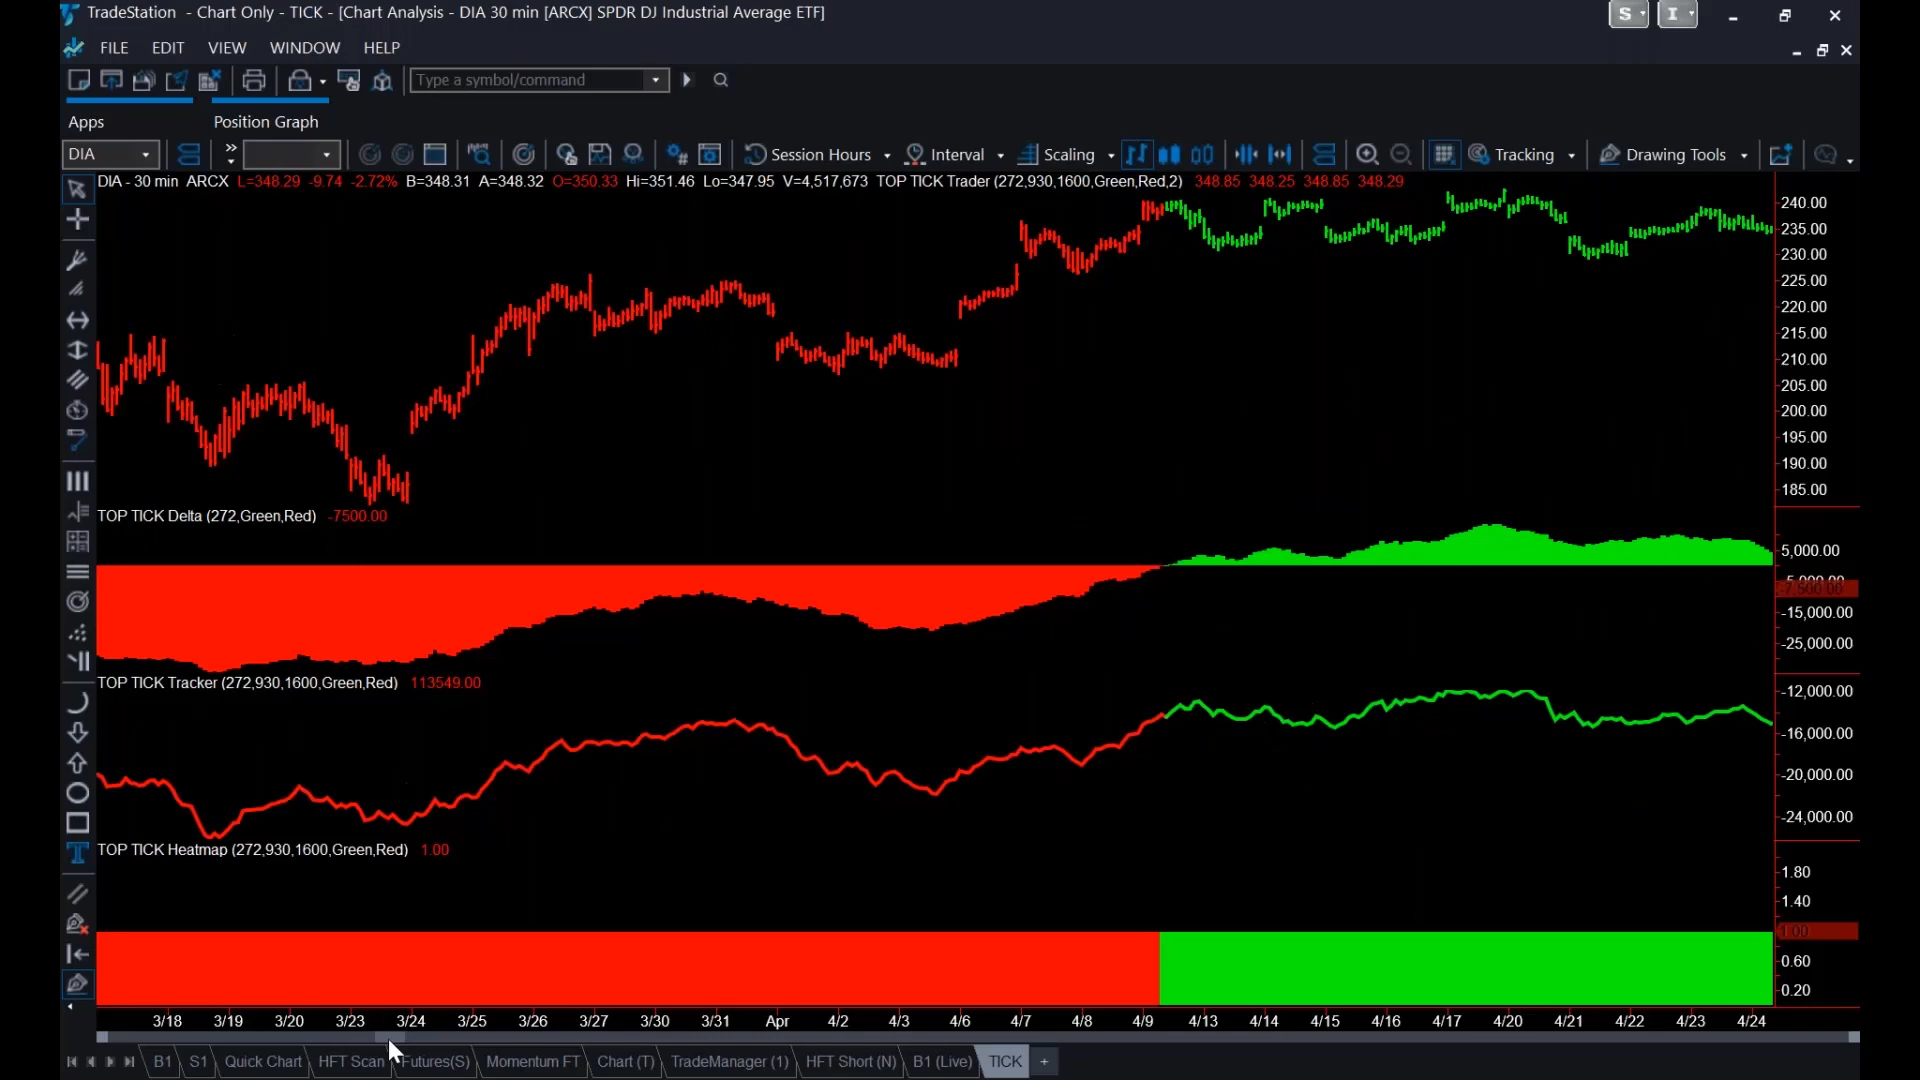 TradeStation - Chart Only - TICK - [Chart Analysis - DIA 30 min [ARCX] SPDR DJ Industrial Average ETF]
S I
FILE EDIT VIEW WINDOW HELP
Type a symbol/command
Apps Position Graph
DIA Session Hours Interval Scaling Tracking Drawing Tools
DIA - 30 min ARCX L=348.29 -9.74 -2.72% B=348.31 A=348.32 O=350.33 Hi=351.46 Lo=347.95 V=4,517,673 TOP TICK Trader (272,930,1600,Green,Red,2) 348.85 348.25 348.85 348.29
240.00
235.00
230.00
225.00
220.00
215.00
210.00
205.00
200.00
195.00
190.00
185.00
TOP TICK Delta (272,Green,Red) -7500.00
5,000.00
-5,000.00
-7,500.00
-15,000.00
-25,000.00
TOP TICK Tracker (272,930,1600,Green,Red) 113549.00
-12,000.00
-16,000.00
-20,000.00
-24,000.00
TOP TICK Heatmap (272,930,1600,Green,Red) 1.00
1.80
1.40
1.00
0.60
0.20
3/18 3/19 3/20 3/23 3/24 3/25 3/26 3/27 3/30 3/31 Apr 4/2 4/3 4/6 4/7 4/8 4/9 4/13 4/14 4/15 4/16 4/17 4/20 4/21 4/22 4/23 4/24
B1 S1 Quick Chart HFT Scan Futures(S) Momentum FT Chart (T) TradeManager (1) HFT Short (N) B1 (Live) TICK +